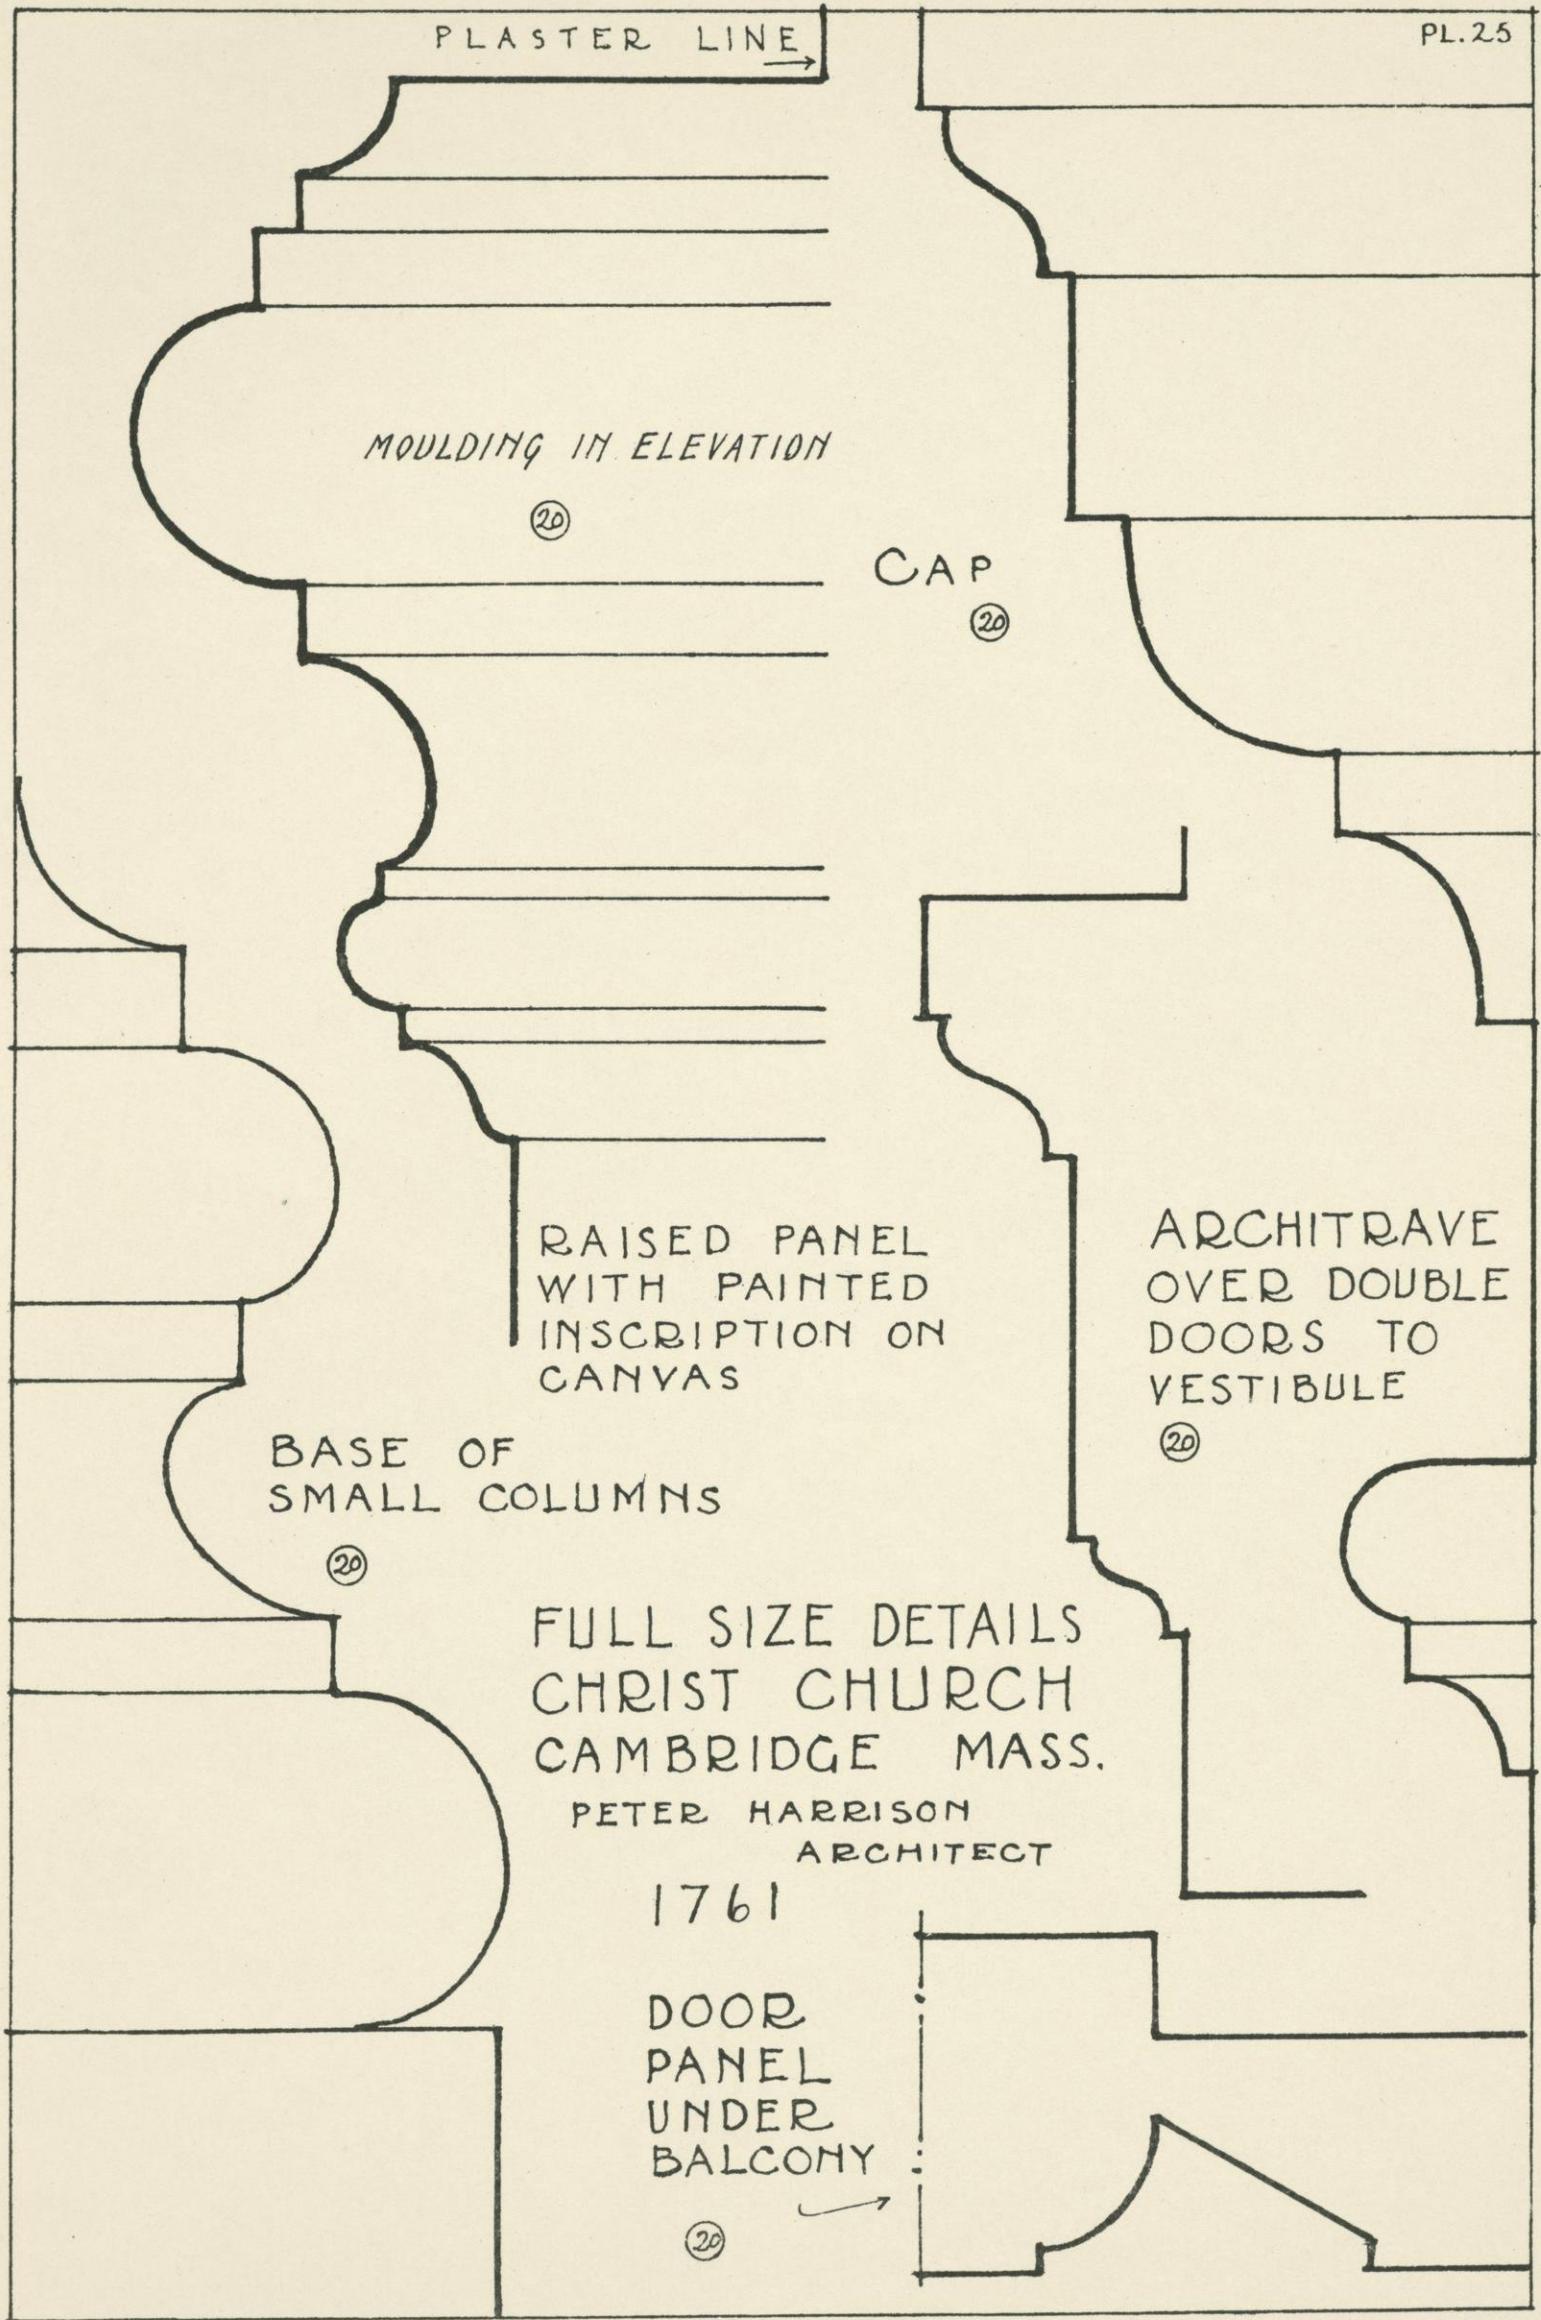 PLASTER LINE
PL.25
MOULDING IN ELEVATION
20
CAP
20
RAISED PANEL
WITH PAINTED
INSCRIPTION ON
CANVAS
ARCHITRAVE
OVER DOUBLE
DOORS TO
VESTIBULE
20
BASE OF
SMALL COLUMNS
20
FULL SIZE DETAILS
CHRIST CHURCH
CAMBRIDGE MASS.
PETER HARRISON
ARCHITECT
1761
DOOR
PANEL
UNDER
BALCONY
20